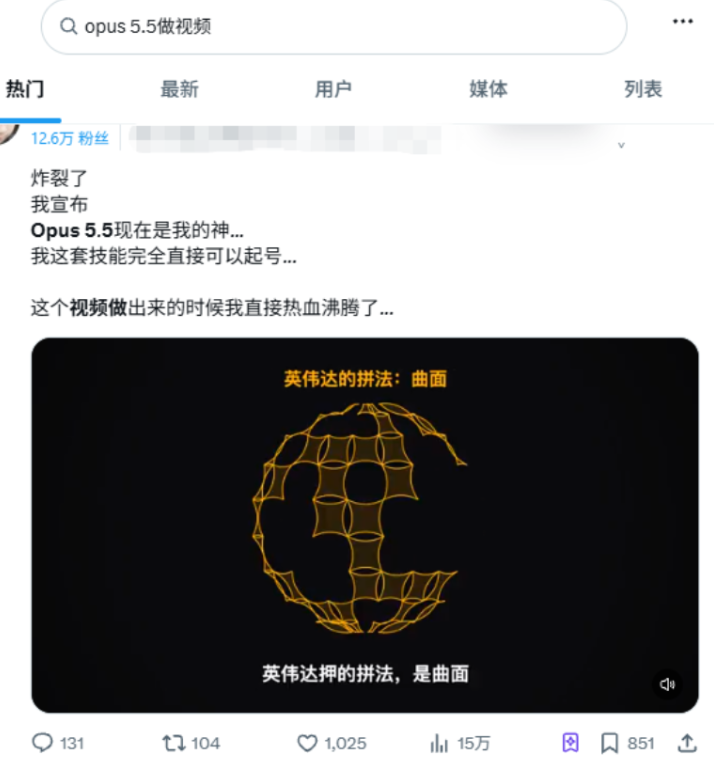 opus 5.5做视频
热门
最新
用户
媒体
列表
12.6万 粉丝
炸裂了
我宣布
Opus 5.5现在是我的神...
我这套技能完全直接可以起号...
这个视频做出来的时候我直接热血沸腾了...
英伟达的拼法：曲面
英伟达押的拼法，是曲面
131
104
1,025
15万
851